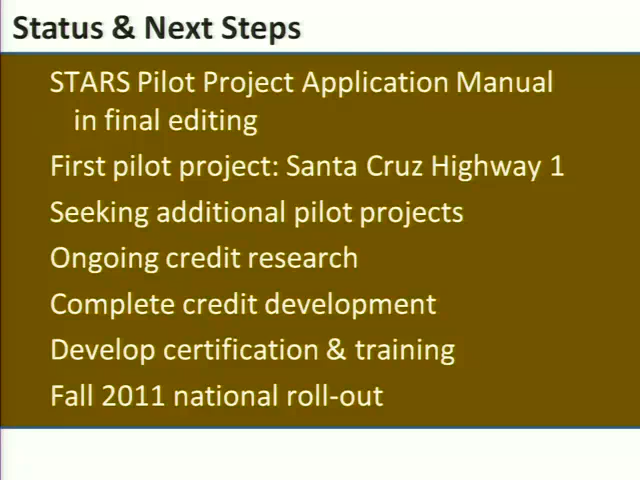 Status & Next Steps
STARS Pilot Project Application Manual
in final editing
First pilot project: Santa Cruz Highway 1
Seeking additional pilot projects
Ongoing credit research
Complete credit development
Develop certification & training
Fall 2011 national roll-out